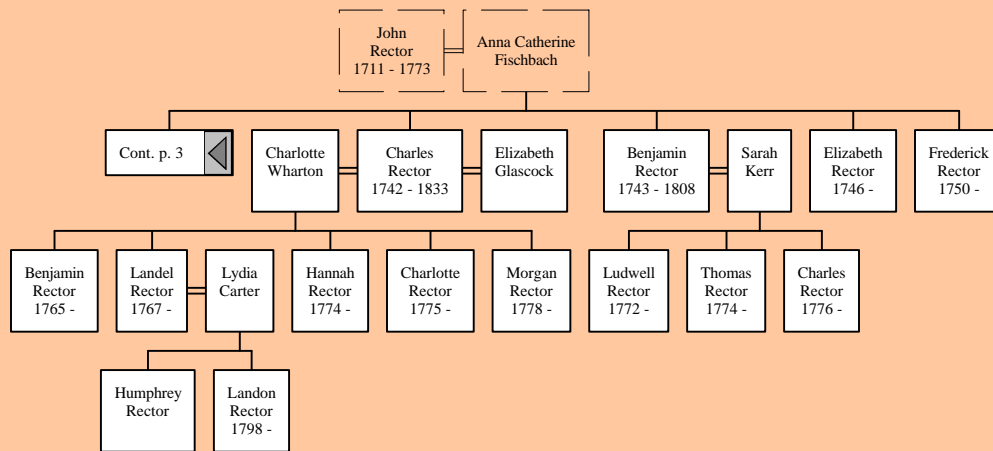 John
Rector
1711 - 1773
Anna Catherine
Fischbach
Cont. p. 3
Charlotte
Wharton
Charles
Rector
1742 - 1833
Elizabeth
Glascock
Benjamin
Rector
1743 - 1808
Sarah
Kerr
Elizabeth
Rector
1746 -
Frederick
Rector
1750 -
Benjamin
Rector
1765 -
Landel
Rector
1767 -
Lydia
Carter
Hannah
Rector
1774 -
Charlotte
Rector
1775 -
Morgan
Rector
1778 -
Ludwell
Rector
1772 -
Thomas
Rector
1774 -
Charles
Rector
1776 -
Humphrey
Rector
Landon
Rector
1798 -